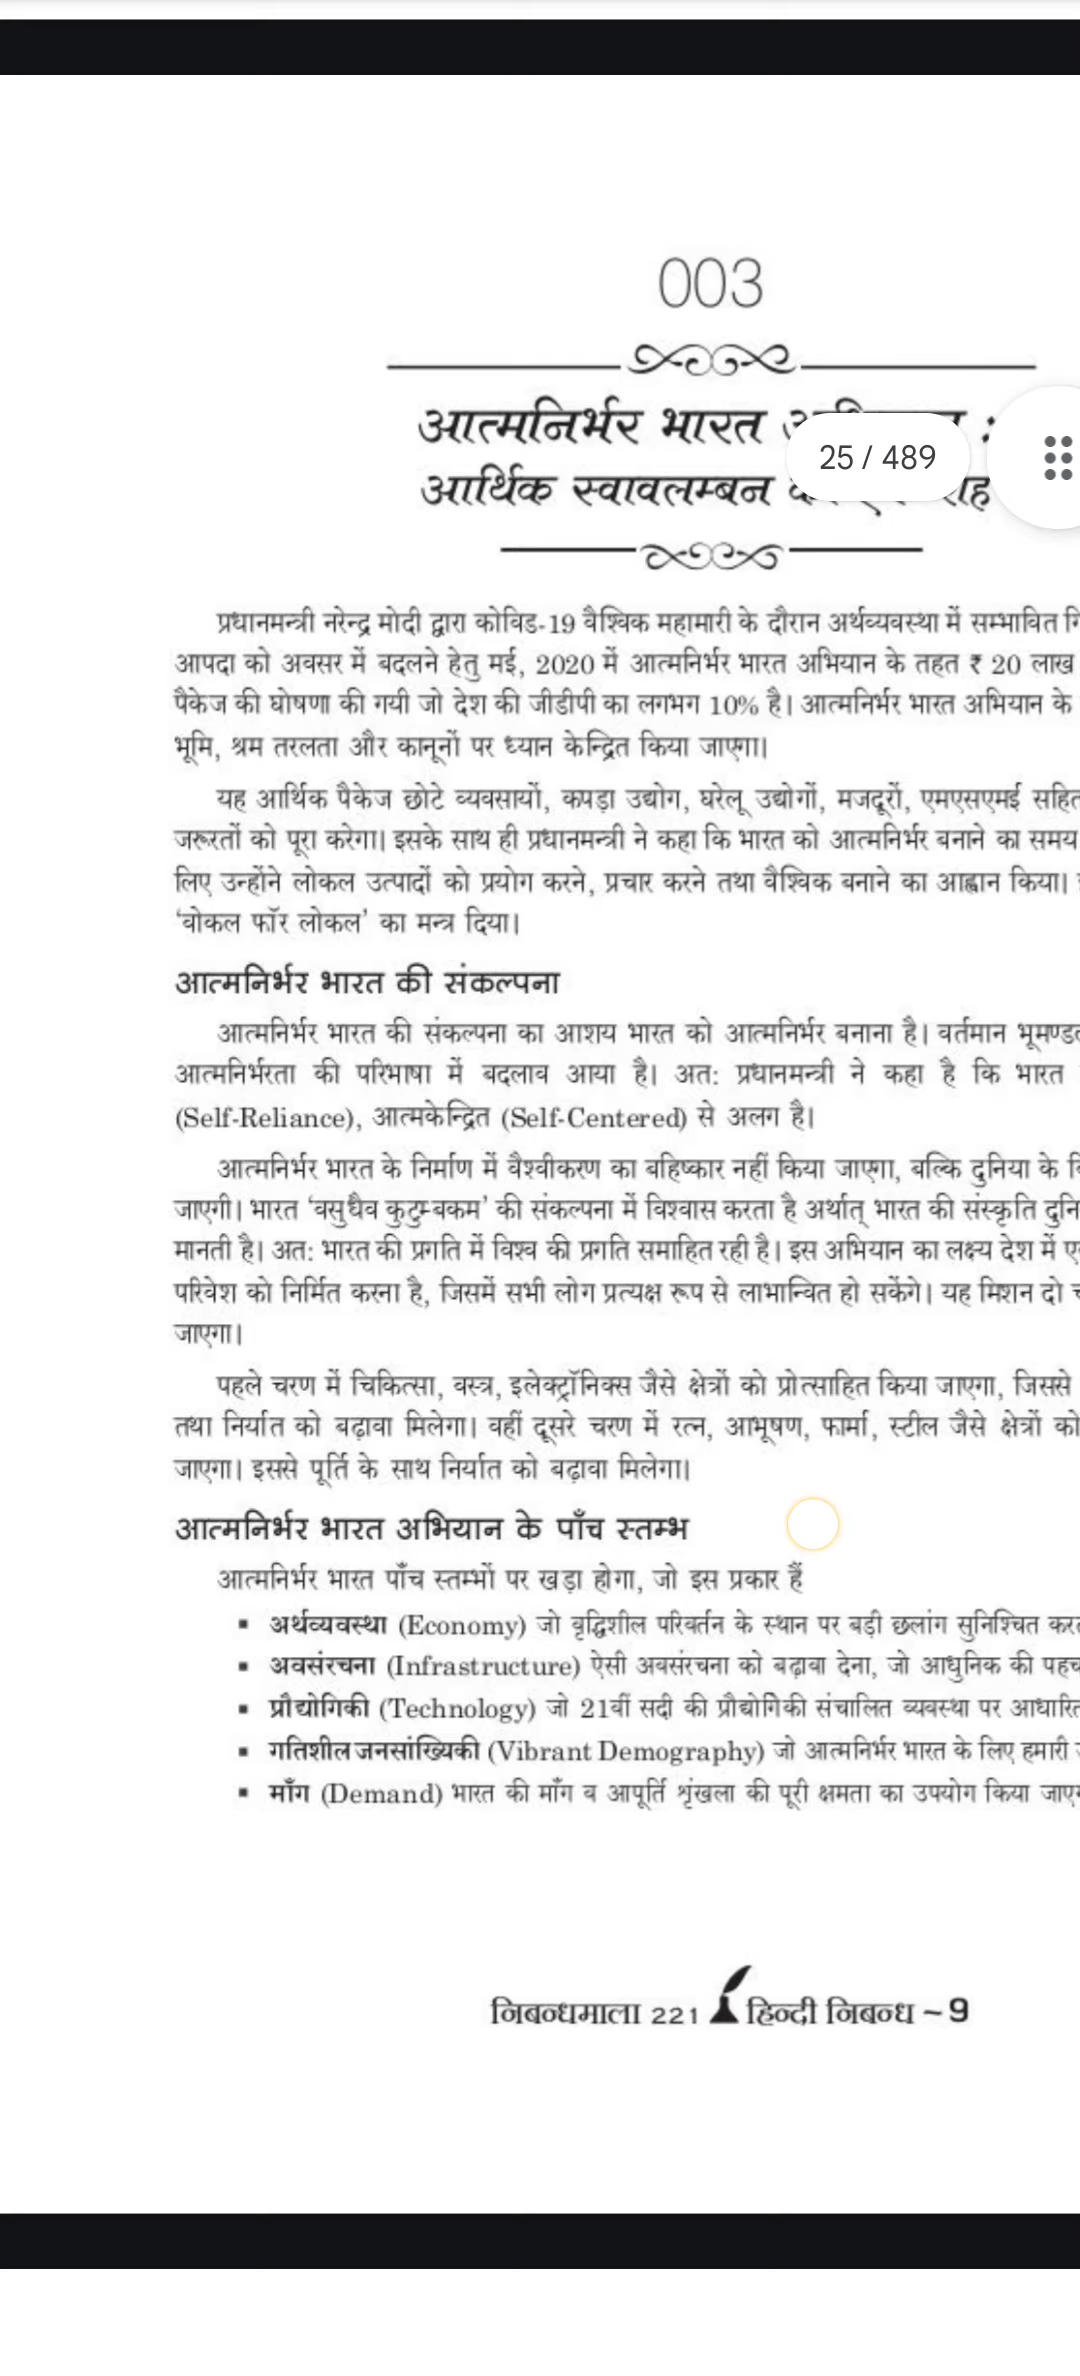 003
आत्मनिर्भर भारत :
25 / 489
आर्थिक स्वावलम्बन
प्रधानमन्त्री नरेन्द्र मोदी द्वारा कोविड-19 वैश्विक महामारी के दौरान अर्थव्यवस्था में सम्भावित
आपदा को अवसर में बदलने हेतु मई, 2020 में आत्मनिर्भर भारत अभियान के तहत ₹ 20 लाख
पैकेज की घोषणा की गयी जो देश की जीडीपी का लगभग 10% है। आत्मनिर्भर भारत अभियान के
भूमि, श्रम तरलता और कानूनों पर ध्यान केन्द्रित किया जाएगा।
यह आर्थिक पैकेज छोटे व्यवसायों, कपड़ा उद्योग, घरेलू उद्योगों, मजदूरों, एमएसएमई सहित
जरूरतों को पूरा करेगा। इसके साथ ही प्रधानमन्त्री ने कहा कि भारत को आत्मनिर्भर बनाने का समय
लिए उन्होंने लोकल उत्पादों को प्रयोग करने, प्रचार करने तथा वैश्विक बनाने का आह्वान किया।
‘वोकल फॉर लोकल’ का मन्त्र दिया।
आत्मनिर्भर भारत की संकल्पना
आत्मनिर्भर भारत की संकल्पना का आशय भारत को आत्मनिर्भर बनाना है। वर्तमान
आत्मनिर्भरता की परिभाषा में बदलाव आया है। अत: प्रधानमन्त्री ने कहा है कि भारत
(Self-Reliance), आत्मकेन्द्रित (Self-Centered) से अलग है।
आत्मनिर्भर भारत के निर्माण में वैश्वीकरण का बहिष्कार नहीं किया जाएगा, बल्कि दुनिया के
जाएगी। भारत ‘वसुधैव कुटुम्बकम’ की संकल्पना में विश्वास करता है अर्थात् भारत की संस्कृति
मानती है। अत: भारत की प्रगति में विश्व की प्रगति समाहित रही है। इस अभियान का लक्ष्य देश में
परिवेश को निर्मित करना है, जिसमें सभी लोग प्रत्यक्ष रूप से लाभान्वित हो सकेंगे। यह मिशन दो
जाएगा।
पहले चरण में चिकित्सा, वस्त्र, इलेक्ट्रॉनिक्स जैसे क्षेत्रों को प्रोत्साहित किया जाएगा, जिससे
तथा निर्यात को बढ़ावा मिलेगा। वहीं दूसरे चरण में रत्न, आभूषण, फार्मा, स्टील जैसे क्षेत्रों को
जाएगा। इससे पूर्ति के साथ निर्यात को बढ़ावा मिलेगा।
आत्मनिर्भर भारत अभियान के पाँच स्तम्भ
आत्मनिर्भर भारत पाँच स्तम्भों पर खड़ा होगा, जो इस प्रकार हैं
▪ अर्थव्यवस्था (Economy) जो वृद्धिशील परिवर्तन के स्थान पर बड़ी छलांग सुनिश्चित
▪ अवसंरचना (Infrastructure) ऐसी अवसंरचना को बढ़ावा देना, जो आधुनिक की
▪ प्रौद्योगिकी (Technology) जो 21वीं सदी की प्रौद्योगिकी संचालित व्यवस्था पर आधारित
▪ गतिशील जनसांख्यिकी (Vibrant Demography) जो आत्मनिर्भर भारत के लिए हमारी
▪ माँग (Demand) भारत की माँग व आपूर्ति शृंखला की पूरी क्षमता का उपयोग किया
निबन्धमाला 221 हिन्दी निबन्ध ~ 9